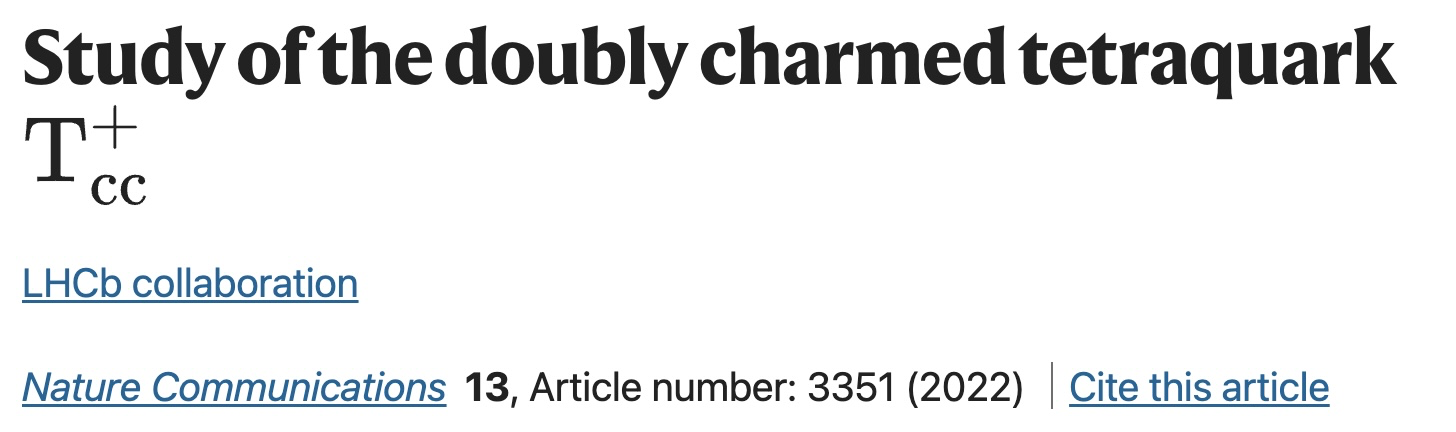 Study of the doubly charmed tetraquark
T+cc
LHCb collaboration
Nature Communications 13, Article number: 3351 (2022) | Cite this article